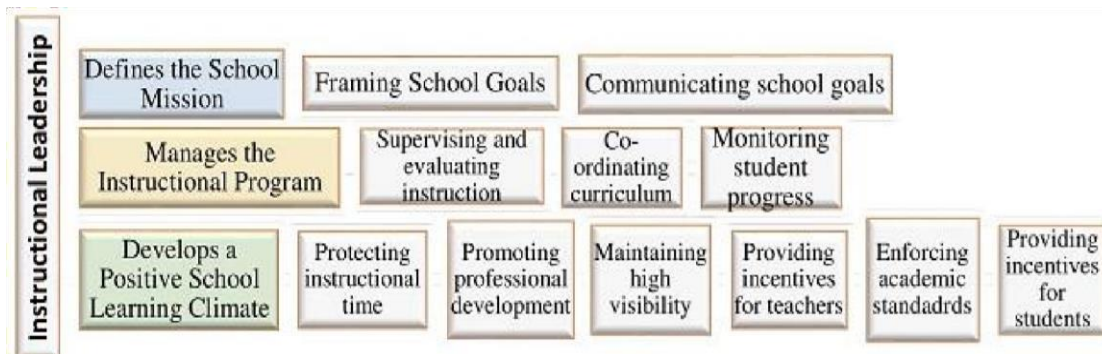 Instructional Leadership
Defines the School
Mission
Framing School Goals
Communicating school goals
Manages the
Instructional Program
Supervising and
evaluating
instruction
Co-
ordinating
curriculum
Monitoring
student
progress
Develops a
Positive School
Learning Climate
Protecting
instructional
time
Promoting
professional
development
Maintaining
high
visibility
Providing
incentives
for teachers
Enforcing
academic
standadrds
Providing
incentives
for
students